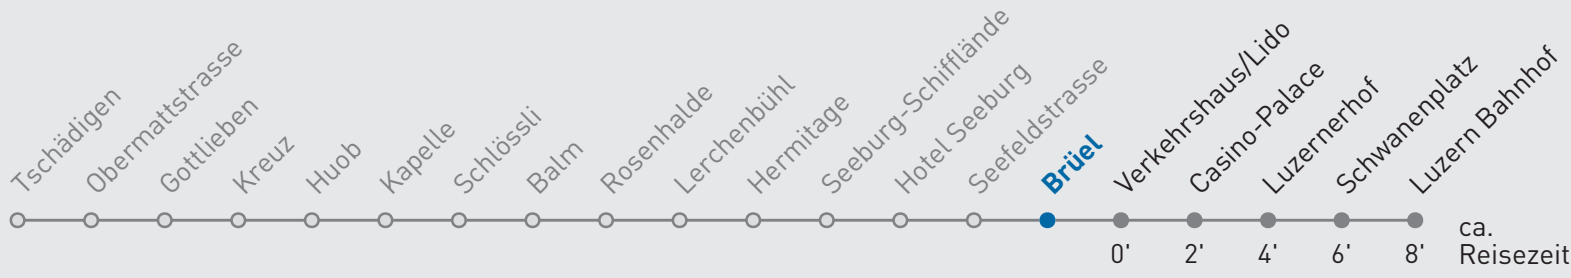 Tschädigen
Obermattstrasse
Gottlieben
Kreuz
Huob
Kapelle
Schlössli
Balm
Rosenhalde
Lerchenbühl
Hermitage
Seeburg-Schifflände
Hotel Seeburg
Seefeldstrasse
Brüel
Verkehrshaus/Lido
Casino-Palace
Luzernerhof
Schwanenplatz
Luzern Bahnhof
0' 2' 4' 6' 8'
ca.
Reisezeit